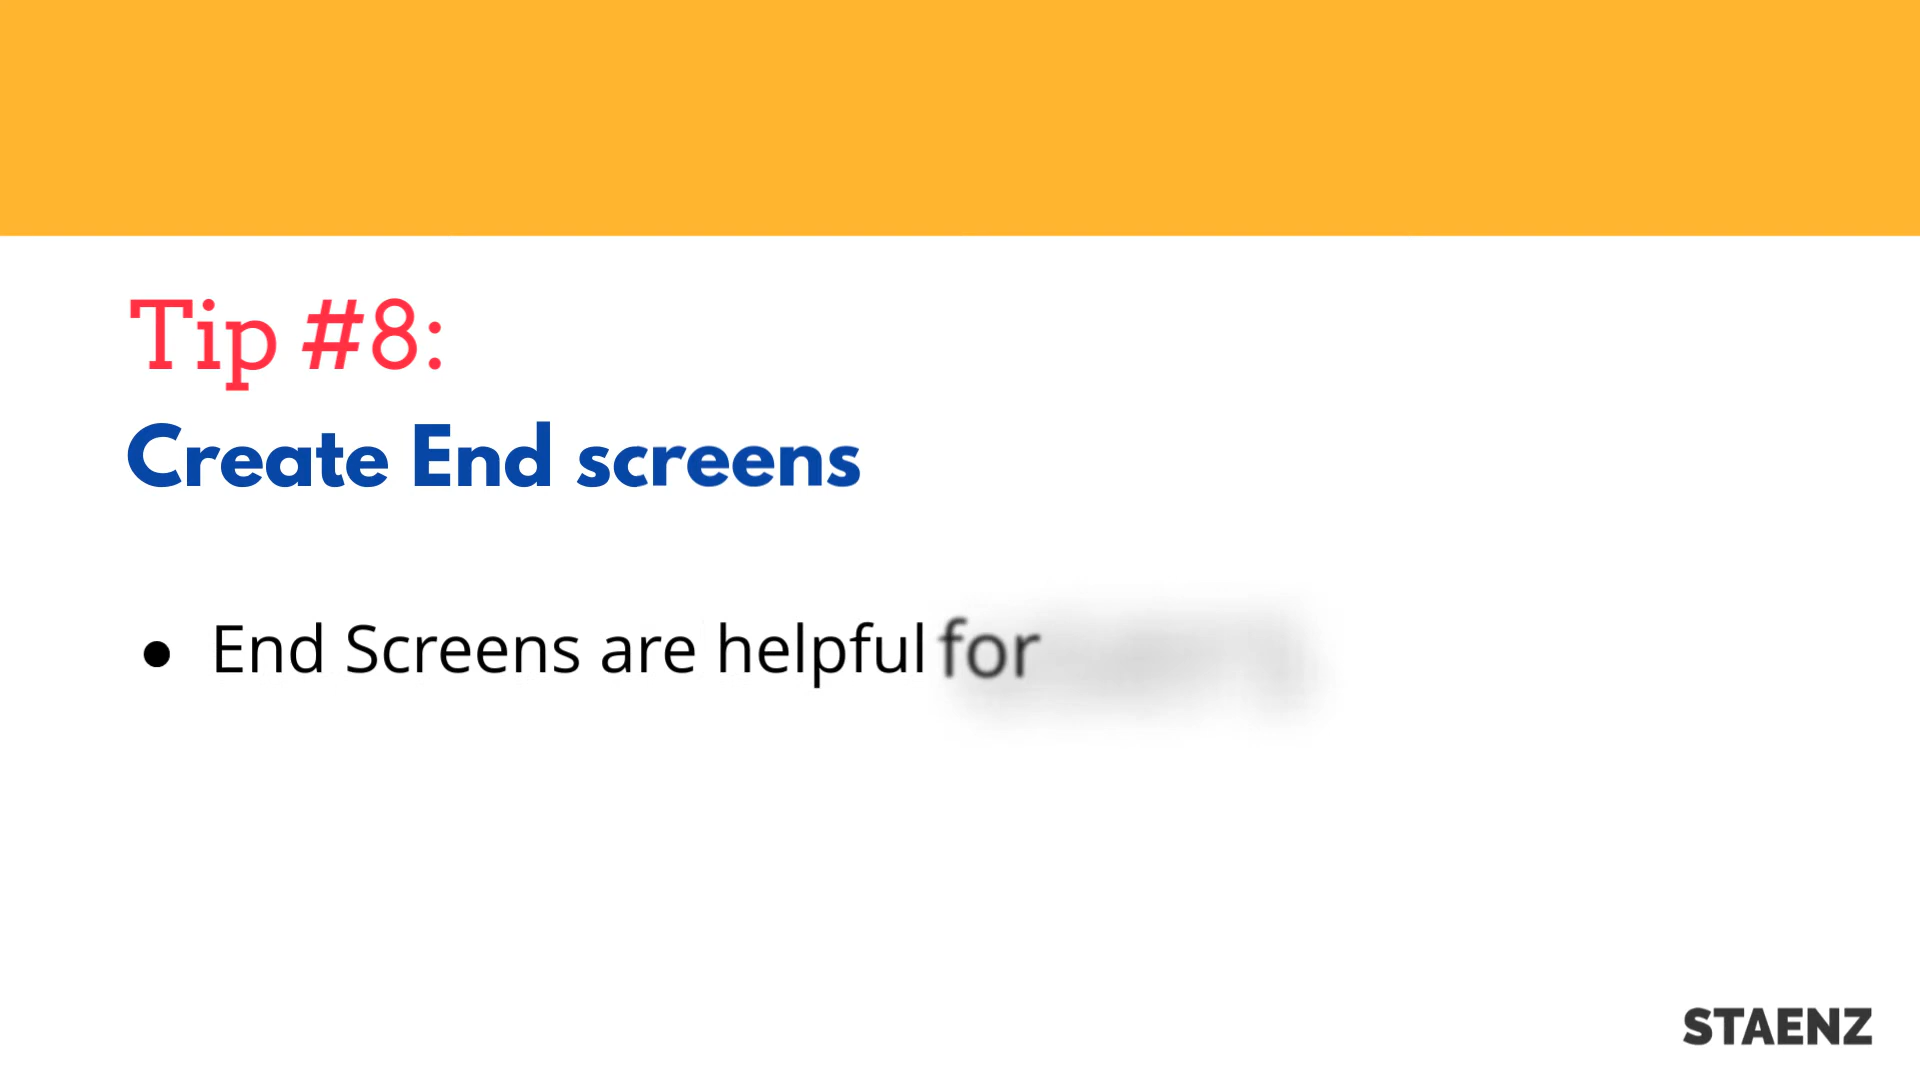 Tip #8:
Create End screens
● End Screens are helpful for
STAENZ